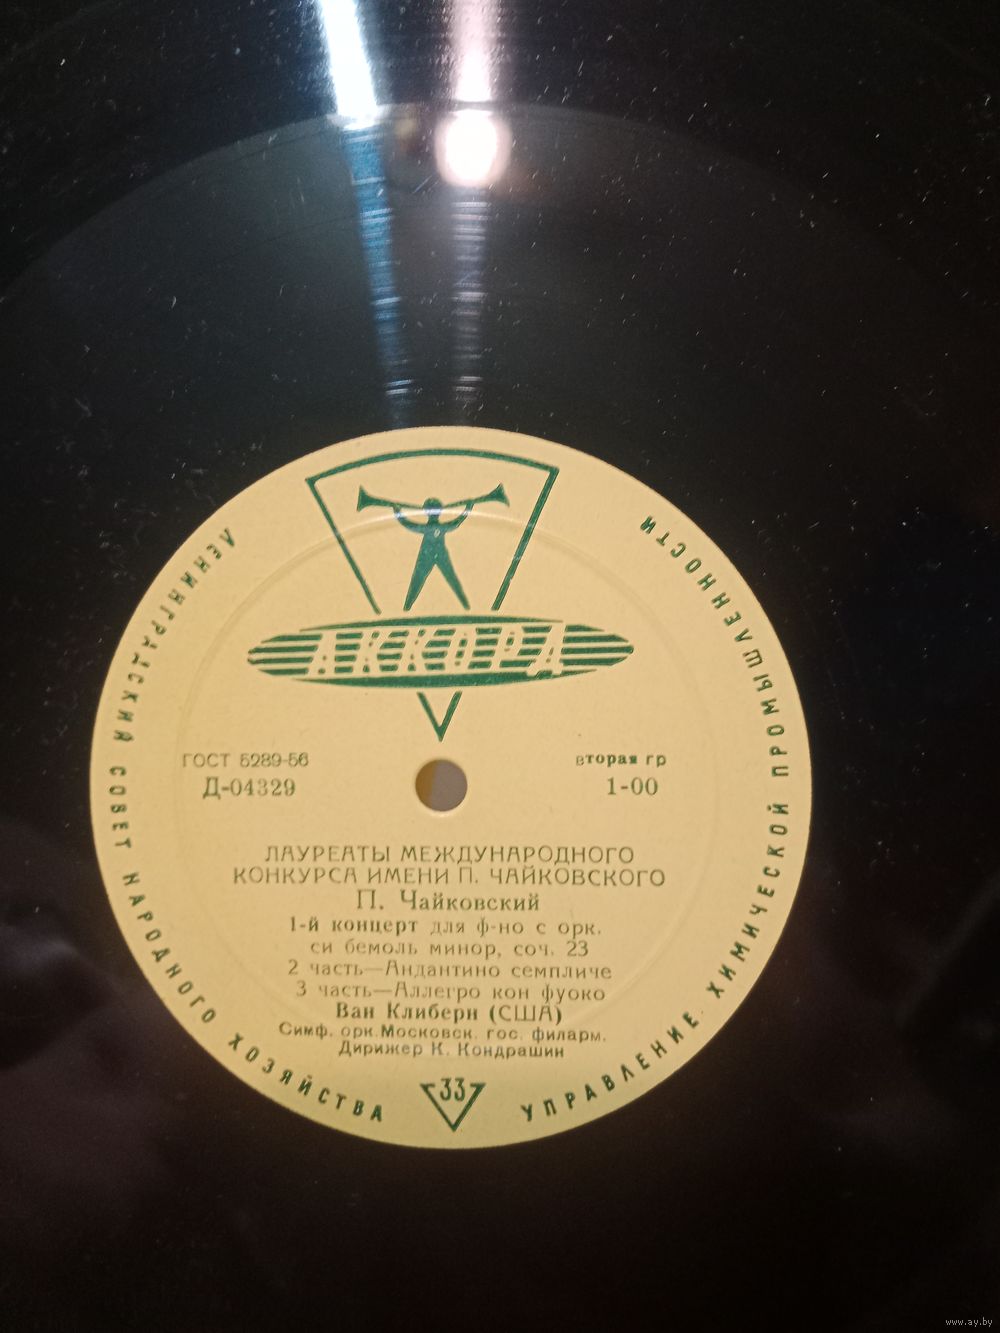 АККОРД
ЛЕНИНГРАДСКИЙ СОВЕТ НАРОДНОГО ХОЗЯЙСТВА
УПРАВЛЕНИЕ ХИМИЧЕСКОЙ ПРОМЫШЛЕННОСТИ
ГОСТ 5289-56
Д-04329
вторая гр
1-00
ЛАУРЕАТЫ МЕЖДУНАРОДНОГО
КОНКУРСА ИМЕНИ П. ЧАЙКОВСКОГО
П. Чайковский
1-й концерт для ф-но с орк.
си бемоль минор, соч. 23
2 часть—Андантино семпличе
3 часть—Аллегро кон фуоко
Ван Клиберн (США)
Симф. орк. Московск. гос. филарм.
Дирижер К. Кондрашин
33
www.ay.by